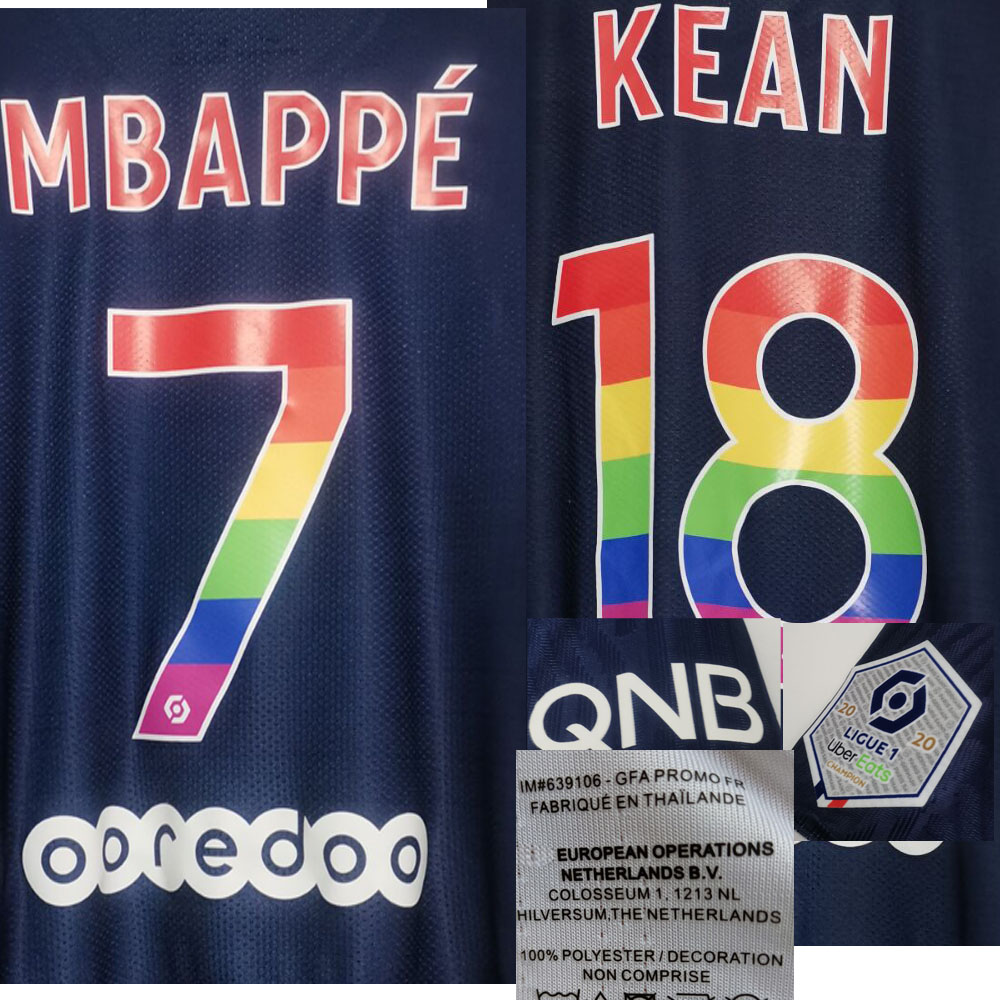 MBAPPÉ
7
ooredoo
KEAN
18
QNB
20
20
LIGUE 1
Uber Eats
CHAMPION
IM#639106 - GFA PROMO FR
FABRIQUÉ EN THAÏLANDE
EUROPEAN OPERATIONS
NETHERLANDS B.V.
COLOSSEUM 1, 1213 NL
HILVERSUM,THE NETHERLANDS
100% POLYESTER / DECORATION
NON COMPRISE